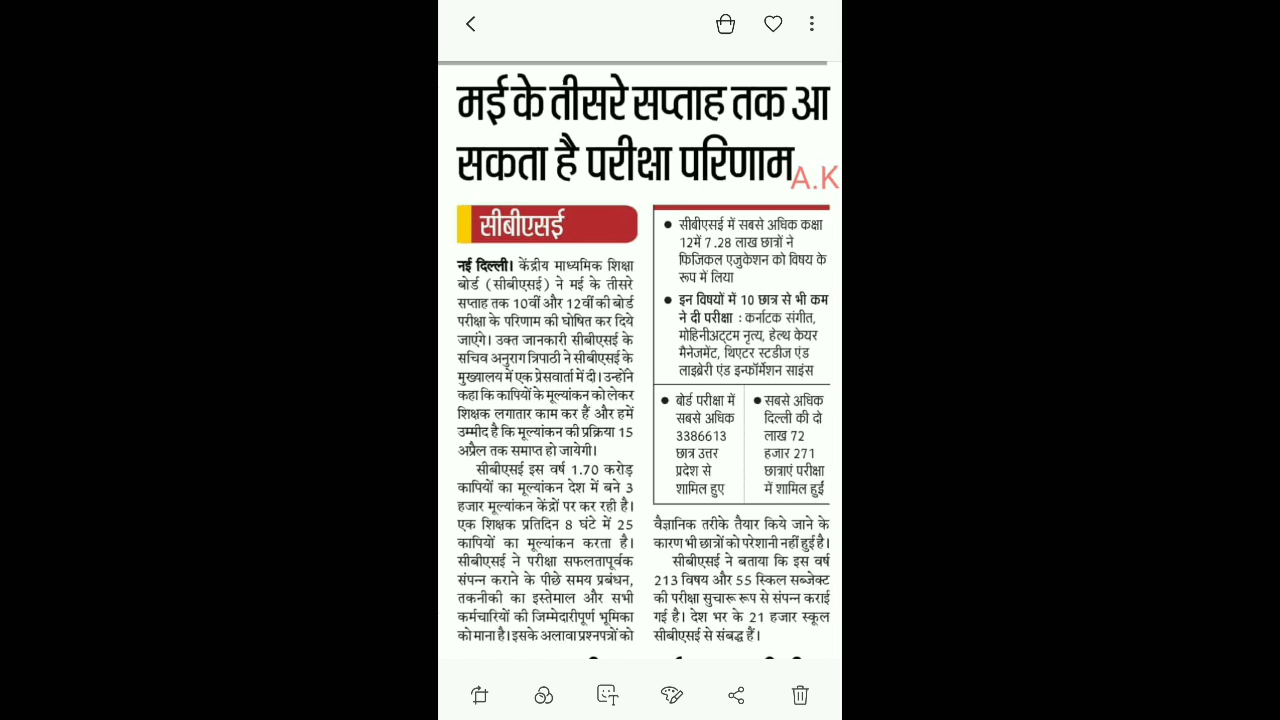 मई के तीसरे सप्ताह तक आ
सकता है परीक्षा परिणाम
A.K
सीबीएसई
नई दिल्ली। केंद्रीय माध्यमिक शिक्षा
बोर्ड (सीबीएसई) ने मई के तीसरे
सप्ताह तक 10वीं और 12वीं की बोर्ड
परीक्षा के परिणाम की घोषित कर दिये
जाएंगे। उक्त जानकारी सीबीएसई के
सचिव अनुराग त्रिपाठी ने सीबीएसई के
मुख्यालय में एक प्रेसवार्ता में दी। उन्होंने
कहा कि कापियों के मूल्यांकन को लेकर
शिक्षक लगातार काम कर हैं और हमें
उम्मीद है कि मूल्यांकन की प्रक्रिया 15
अप्रैल तक समाप्त हो जायेगी।
सीबीएसई इस वर्ष 1.70 करोड़
कापियों का मूल्यांकन देश में बने 3
हजार मूल्यांकन केंद्रों पर कर रही है।
एक शिक्षक प्रतिदिन 8 घंटे में 25
कापियों का मूल्यांकन करता है।
सीबीएसई ने परीक्षा सफलतापूर्वक
संपन्न कराने के पीछे समय प्रबंधन,
तकनीकी का इस्तेमाल और सभी
कर्मचारियों की जिम्मेदारीपूर्ण भूमिका
को माना है। इसके अलावा प्रश्नपत्रों को
● सीबीएसई में सबसे अधिक कक्षा
12में 7.28 लाख छात्रों ने
फिजिकल एजुकेशन को विषय के
रूप में लिया
● इन विषयों में 10 छात्र से भी कम
ने दी परीक्षा : कर्नाटक संगीत,
मोहिनीअट्टम नृत्य, हेल्थ केयर
मैनेजमेंट, थिएटर स्टडीज एंड
लाइब्रेरी एंड इन्फॉर्मेशन साइंस
● बोर्ड परीक्षा में
सबसे अधिक
3386613
छात्र उत्तर
प्रदेश से
शामिल हुए
● सबसे अधिक
दिल्ली की दो
लाख 72
हजार 271
छात्राएं परीक्षा
में शामिल हुईं
वैज्ञानिक तरीके तैयार किये जाने के
कारण भी छात्रों को परेशानी नहीं हुई है।
सीबीएसई ने बताया कि इस वर्ष
213 विषय और 55 स्किल सब्जेक्ट
की परीक्षा सुचारू रूप से संपन्न कराई
गई है। देश भर के 21 हजार स्कूल
सीबीएसई से संबद्ध हैं।